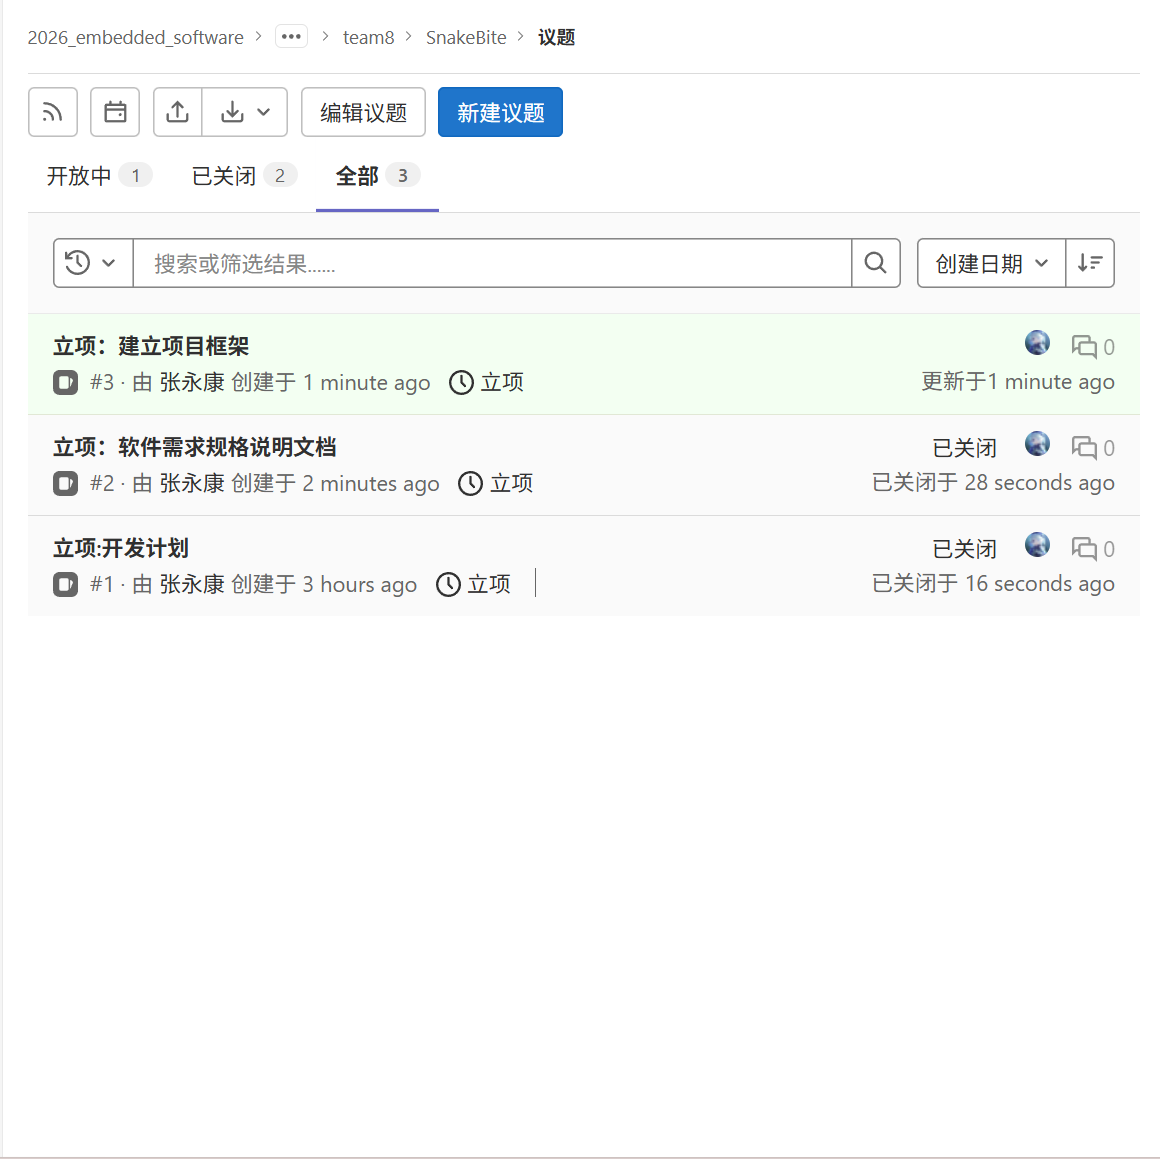 2026_embedded_software > ••• > team8 > SnakeBite > 议题
编辑议题 新建议题
开放中 1 已关闭 2 全部 3
搜索或筛选结果...... 创建日期
立项：建立项目框架 0
#3 · 由 张永康 创建于 1 minute ago 立项 更新于1 minute ago
立项：软件需求规格说明文档 已关闭 0
#2 · 由 张永康 创建于 2 minutes ago 立项 已关闭于 28 seconds ago
立项:开发计划 已关闭 0
#1 · 由 张永康 创建于 3 hours ago 立项 已关闭于 16 seconds ago